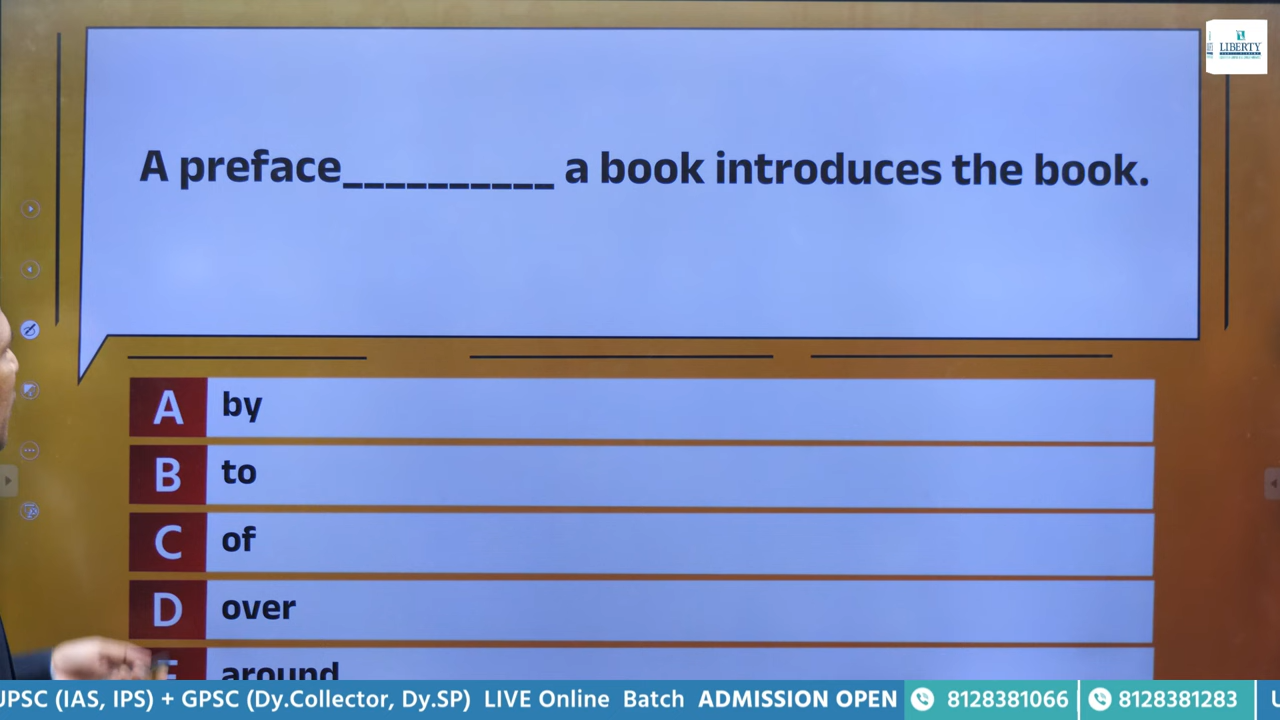 LIBERTY
A preface__________ a book introduces the book.
A by
B to
C of
D over
E around
UPSC (IAS, IPS) + GPSC (Dy.Collector, Dy.SP) LIVE Online Batch ADMISSION OPEN 8128381066 8128381283